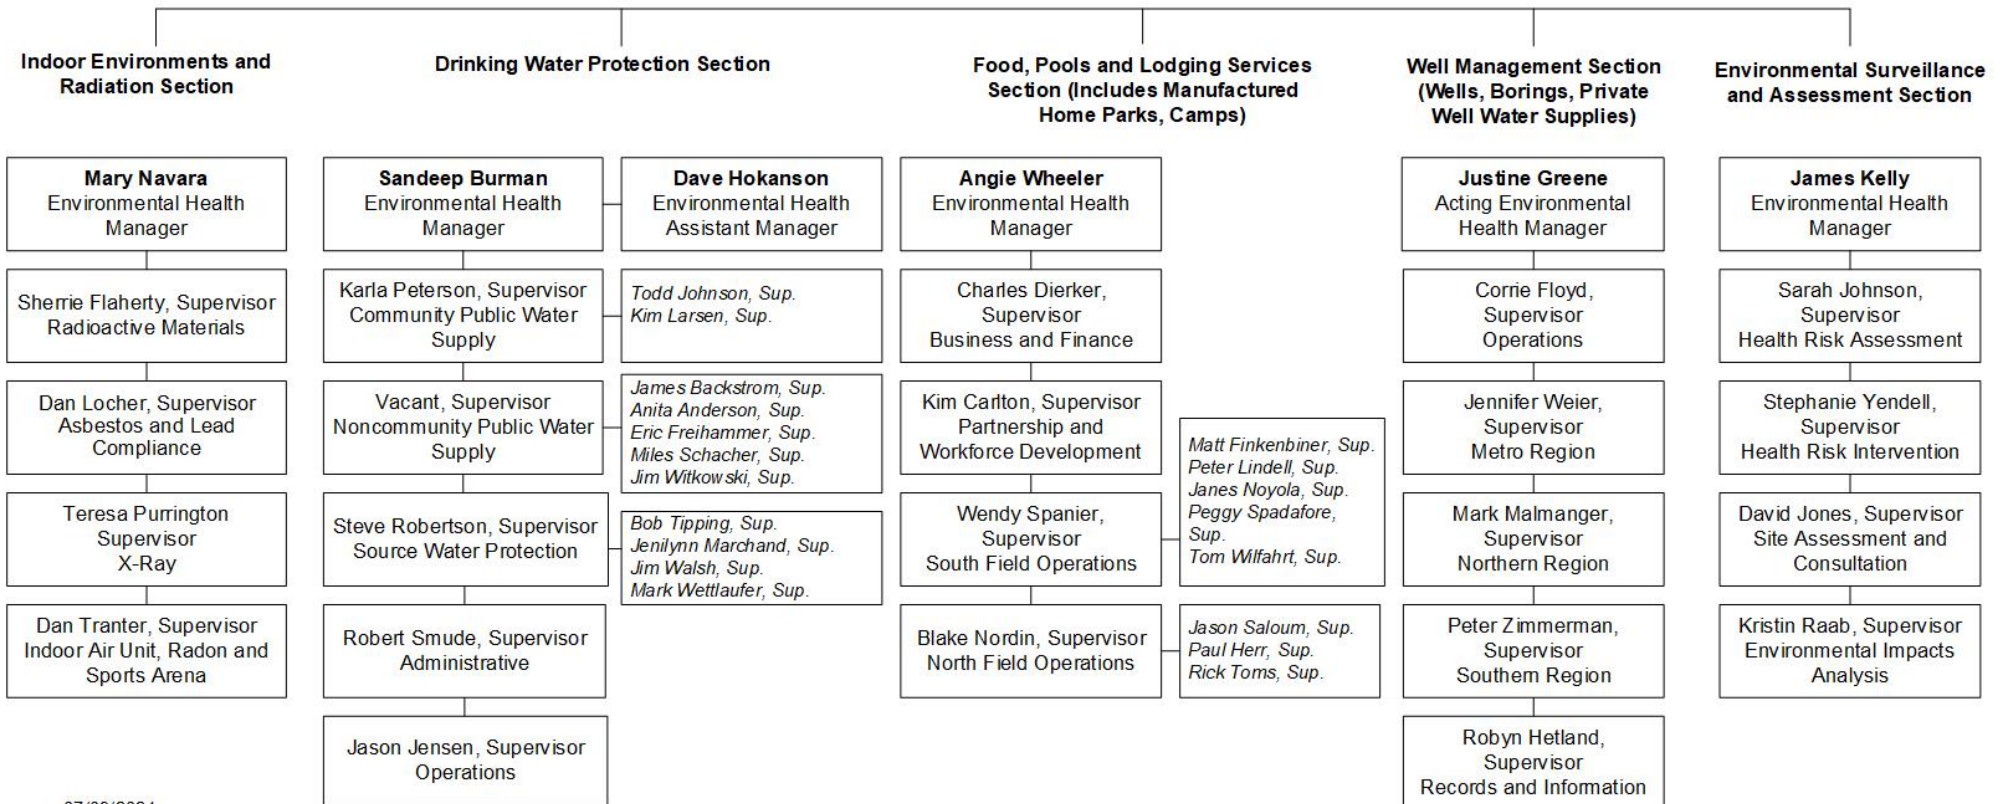 Indoor Environments and
Radiation Section
Drinking Water Protection Section
Food, Pools and Lodging Services
Section (Includes Manufactured
Home Parks, Camps)
Well Management Section
(Wells, Borings, Private
Well Water Supplies)
Environmental Surveillance
and Assessment Section
Mary Navara
Environmental Health
Manager
Sherrie Flaherty, Supervisor
Radioactive Materials
Dan Locher, Supervisor
Asbestos and Lead
Compliance
Teresa Purrington
Supervisor
X-Ray
Dan Tranter, Supervisor
Indoor Air Unit, Radon and
Sports Arena
Sandeep Burman
Environmental Health
Manager
Dave Hokanson
Environmental Health
Assistant Manager
Karla Peterson, Supervisor
Community Public Water
Supply
Todd Johnson, Sup.
Kim Larsen, Sup.
Vacant, Supervisor
Noncommunity Public Water
Supply
James Backstrom, Sup.
Anita Anderson, Sup.
Eric Freihammer, Sup.
Miles Schacher, Sup.
Jim Witkowski, Sup.
Steve Robertson, Supervisor
Source Water Protection
Bob Tipping, Sup.
Jenilynn Marchand, Sup.
Jim Walsh, Sup.
Mark Wettlaufer, Sup.
Robert Smude, Supervisor
Administrative
Jason Jensen, Supervisor
Operations
Angie Wheeler
Environmental Health
Manager
Charles Dierker,
Supervisor
Business and Finance
Kim Carlton, Supervisor
Partnership and
Workforce Development
Wendy Spanier,
Supervisor
South Field Operations
Matt Finkenbiner, Sup.
Peter Lindell, Sup.
Janes Noyola, Sup.
Peggy Spadafore,
Sup.
Tom Wilfahrt, Sup.
Blake Nordin, Supervisor
North Field Operations
Jason Saloum, Sup.
Paul Herr, Sup.
Rick Toms, Sup.
Justine Greene
Acting Environmental
Health Manager
Corrie Floyd,
Supervisor
Operations
Jennifer Weier,
Supervisor
Metro Region
Mark Malmanger,
Supervisor
Northern Region
Peter Zimmerman,
Supervisor
Southern Region
Robyn Hetland,
Supervisor
Records and Information
James Kelly
Environmental Health
Manager
Sarah Johnson,
Supervisor
Health Risk Assessment
Stephanie Yendell,
Supervisor
Health Risk Intervention
David Jones, Supervisor
Site Assessment and
Consultation
Kristin Raab, Supervisor
Environmental Impacts
Analysis